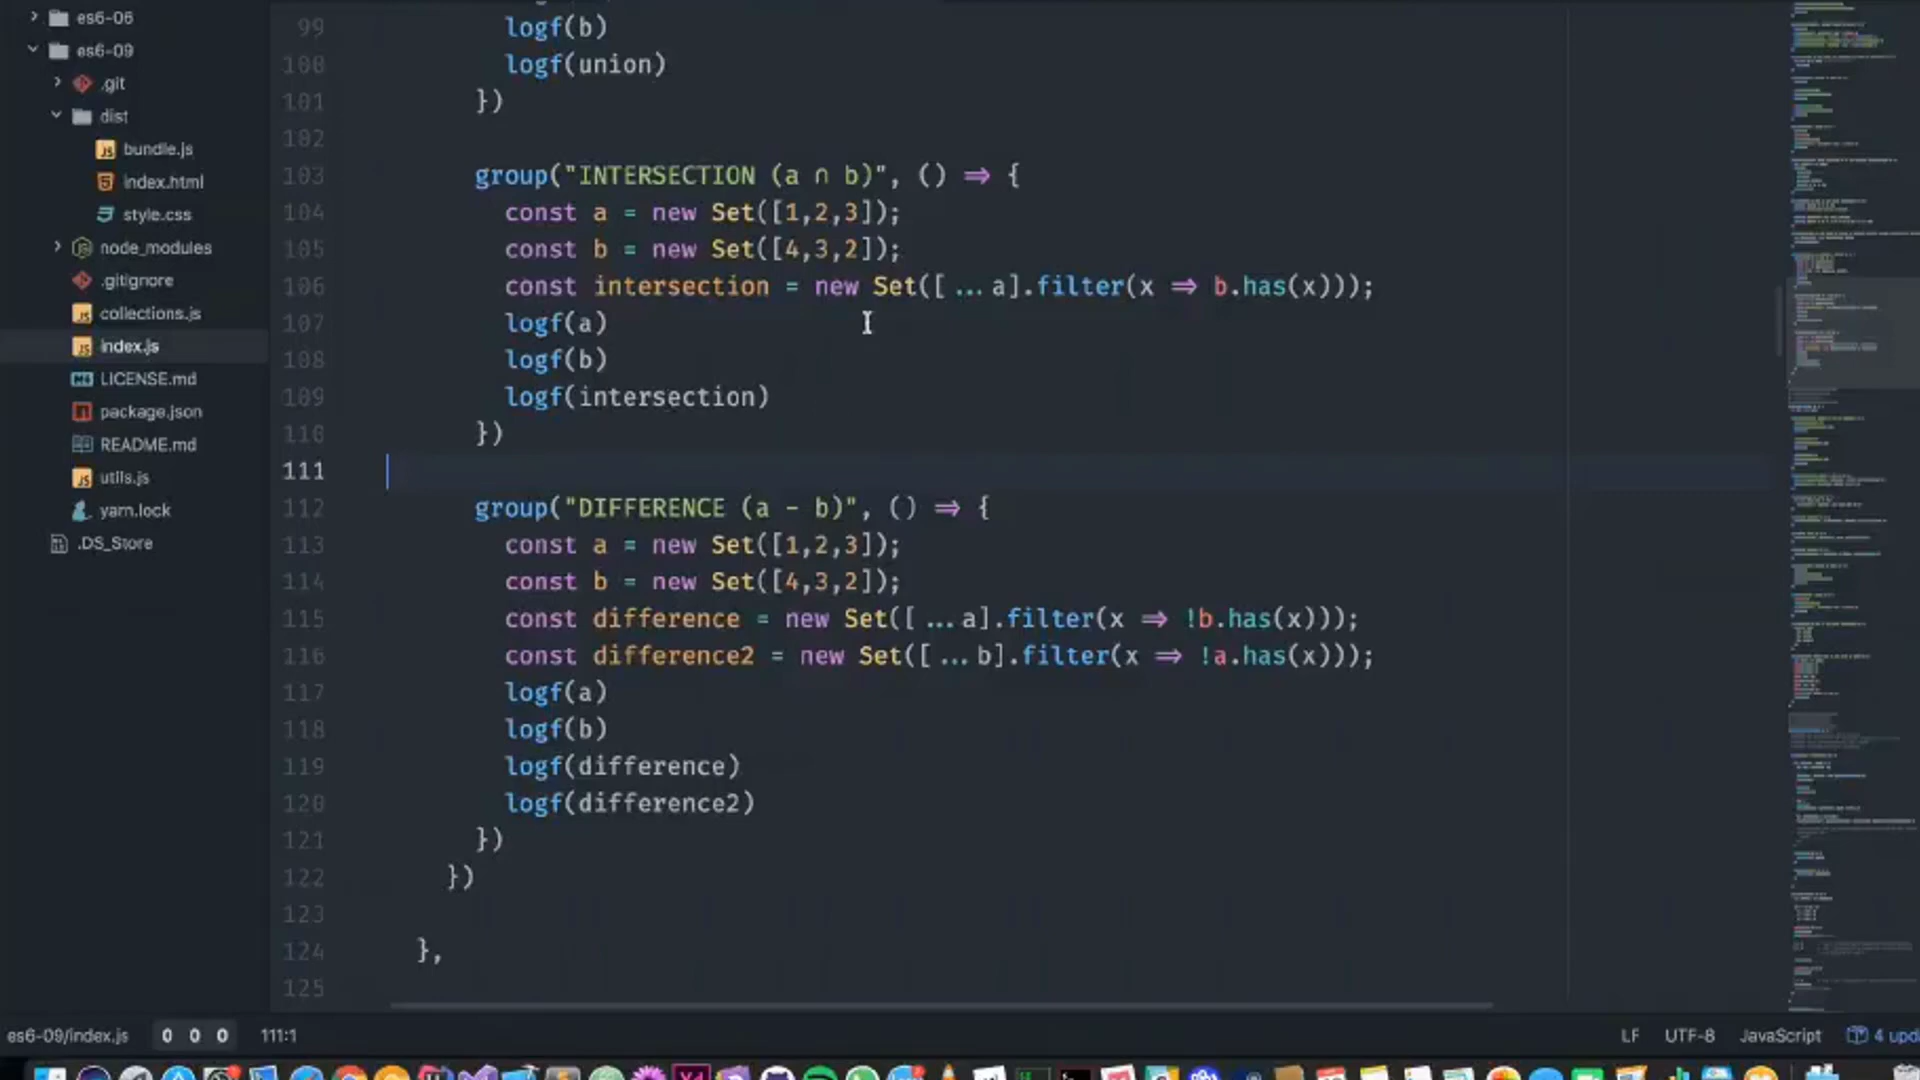 es6-06
es6-09
.git
dist
bundle.js
index.html
style.css
node_modules
.gitignore
collections.js
index.js
LICENSE.md
package.json
README.md
utils.js
yarn.lock
.DS_Store
99 logf(b)
100 logf(union)
101 })
102
103 group("INTERSECTION (a ∩ b)", () ⇒ {
104 const a = new Set([1,2,3]);
105 const b = new Set([4,3,2]);
106 const intersection = new Set([...a].filter(x ⇒ b.has(x)));
107 logf(a)
108 logf(b)
109 logf(intersection)
110 })
111
112 group("DIFFERENCE (a - b)", () ⇒ {
113 const a = new Set([1,2,3]);
114 const b = new Set([4,3,2]);
115 const difference = new Set([...a].filter(x ⇒ !b.has(x)));
116 const difference2 = new Set([...b].filter(x ⇒ !a.has(x)));
117 logf(a)
118 logf(b)
119 logf(difference)
120 logf(difference2)
121 })
122 })
123
124 },
125
es6-09/index.js 0 0 0 111:1 LF UTF-8 JavaScript 4 upd